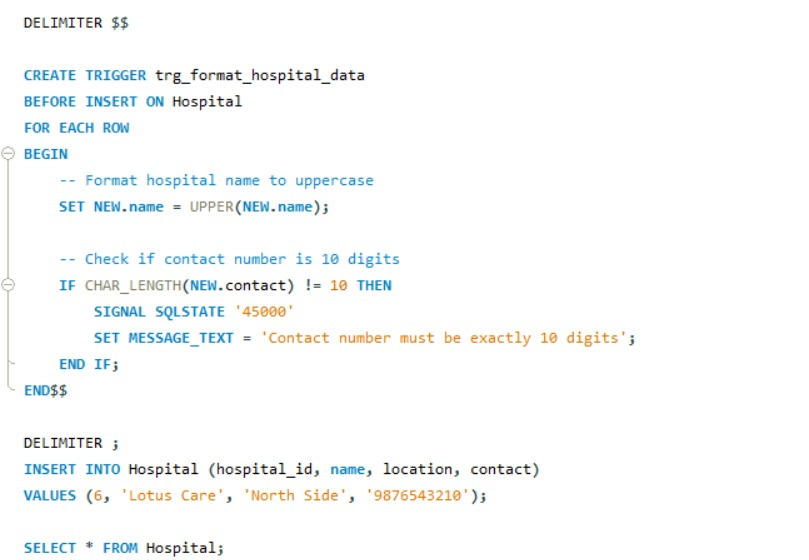 DELIMITER $$
CREATE TRIGGER trg_format_hospital_data
BEFORE INSERT ON Hospital
FOR EACH ROW
BEGIN
-- Format hospital name to uppercase
SET NEW.name = UPPER(NEW.name);
-- Check if contact number is 10 digits
IF CHAR_LENGTH(NEW.contact) != 10 THEN
SIGNAL SQLSTATE '45000'
SET MESSAGE_TEXT = 'Contact number must be exactly 10 digits';
END IF;
END$$
DELIMITER ;
INSERT INTO Hospital (hospital_id, name, location, contact)
VALUES (6, 'Lotus Care', 'North Side', '9876543210');
SELECT * FROM Hospital;